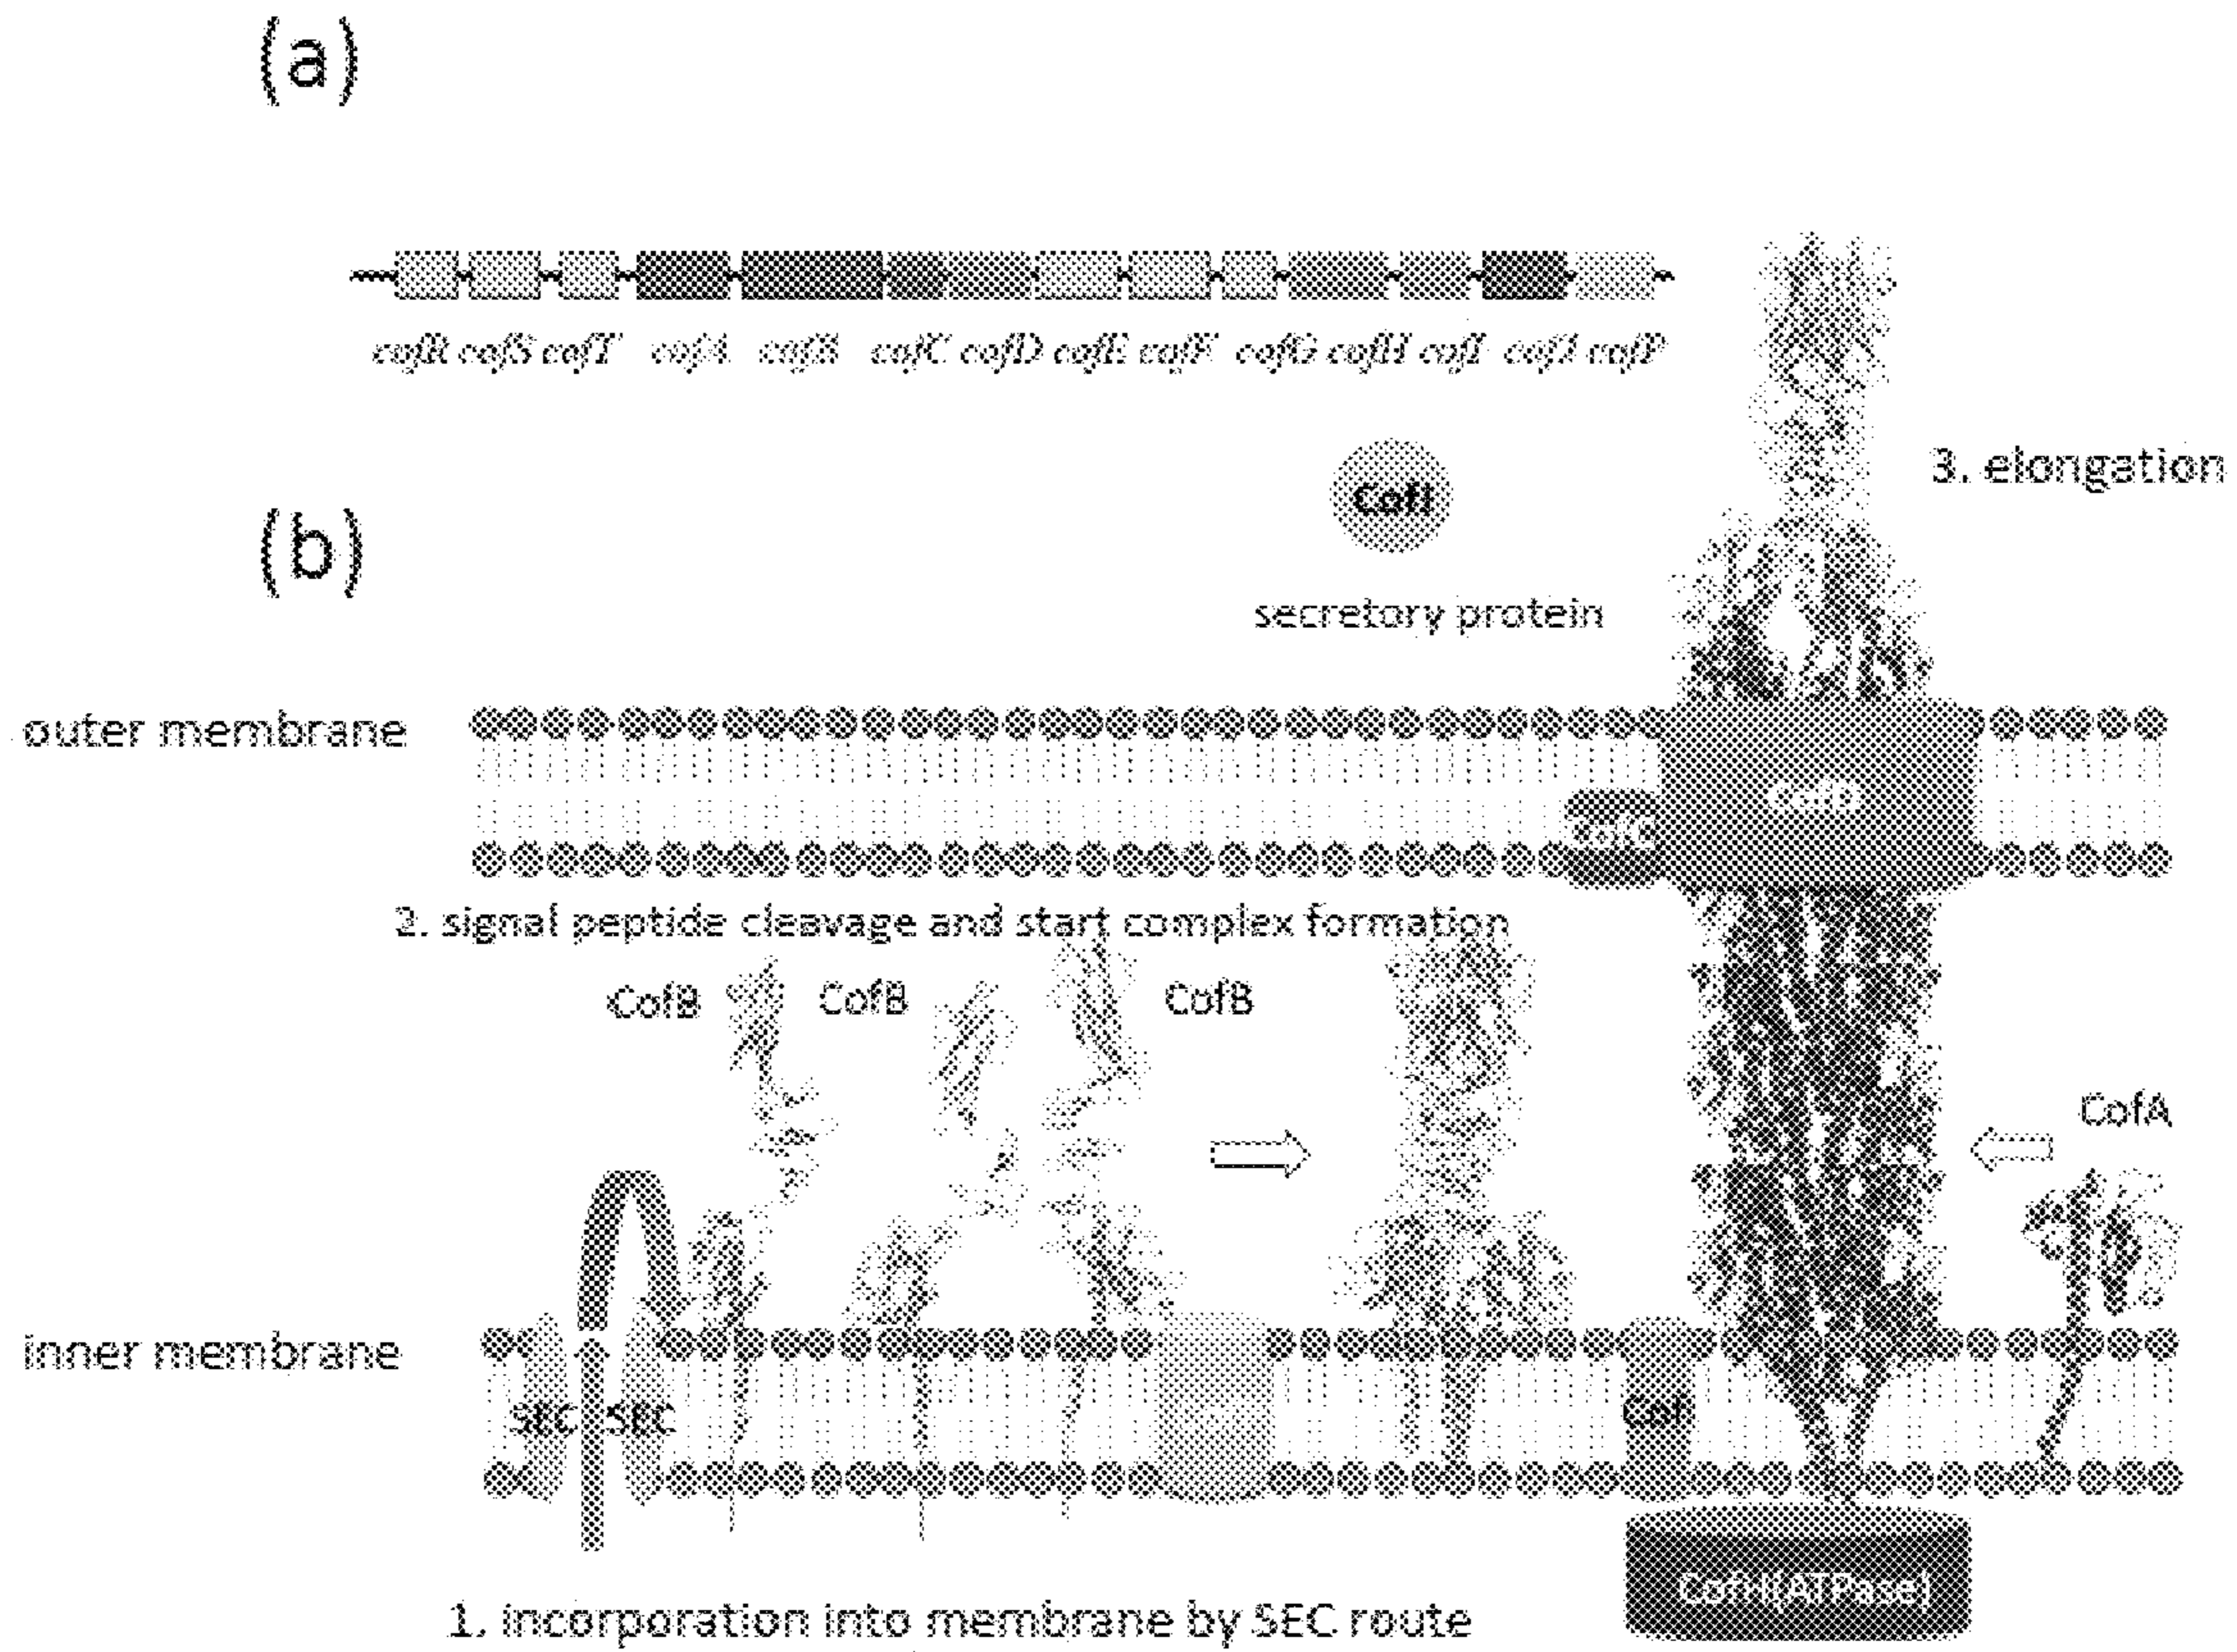 (a)
cofR cofS cofT cofA cofB cofC cofD cofE cofF cofG cofH cofI cofJ cofP
CofJ
3. elongation
(b)
secretory protein
outer membrane
CofD
CofC
2. signal peptide cleavage and start complex formation
CofB CofB CofB
CofA
inner membrane
SEC SEC
CofH(ATPase)
1. incorporation into membrane by SEC route